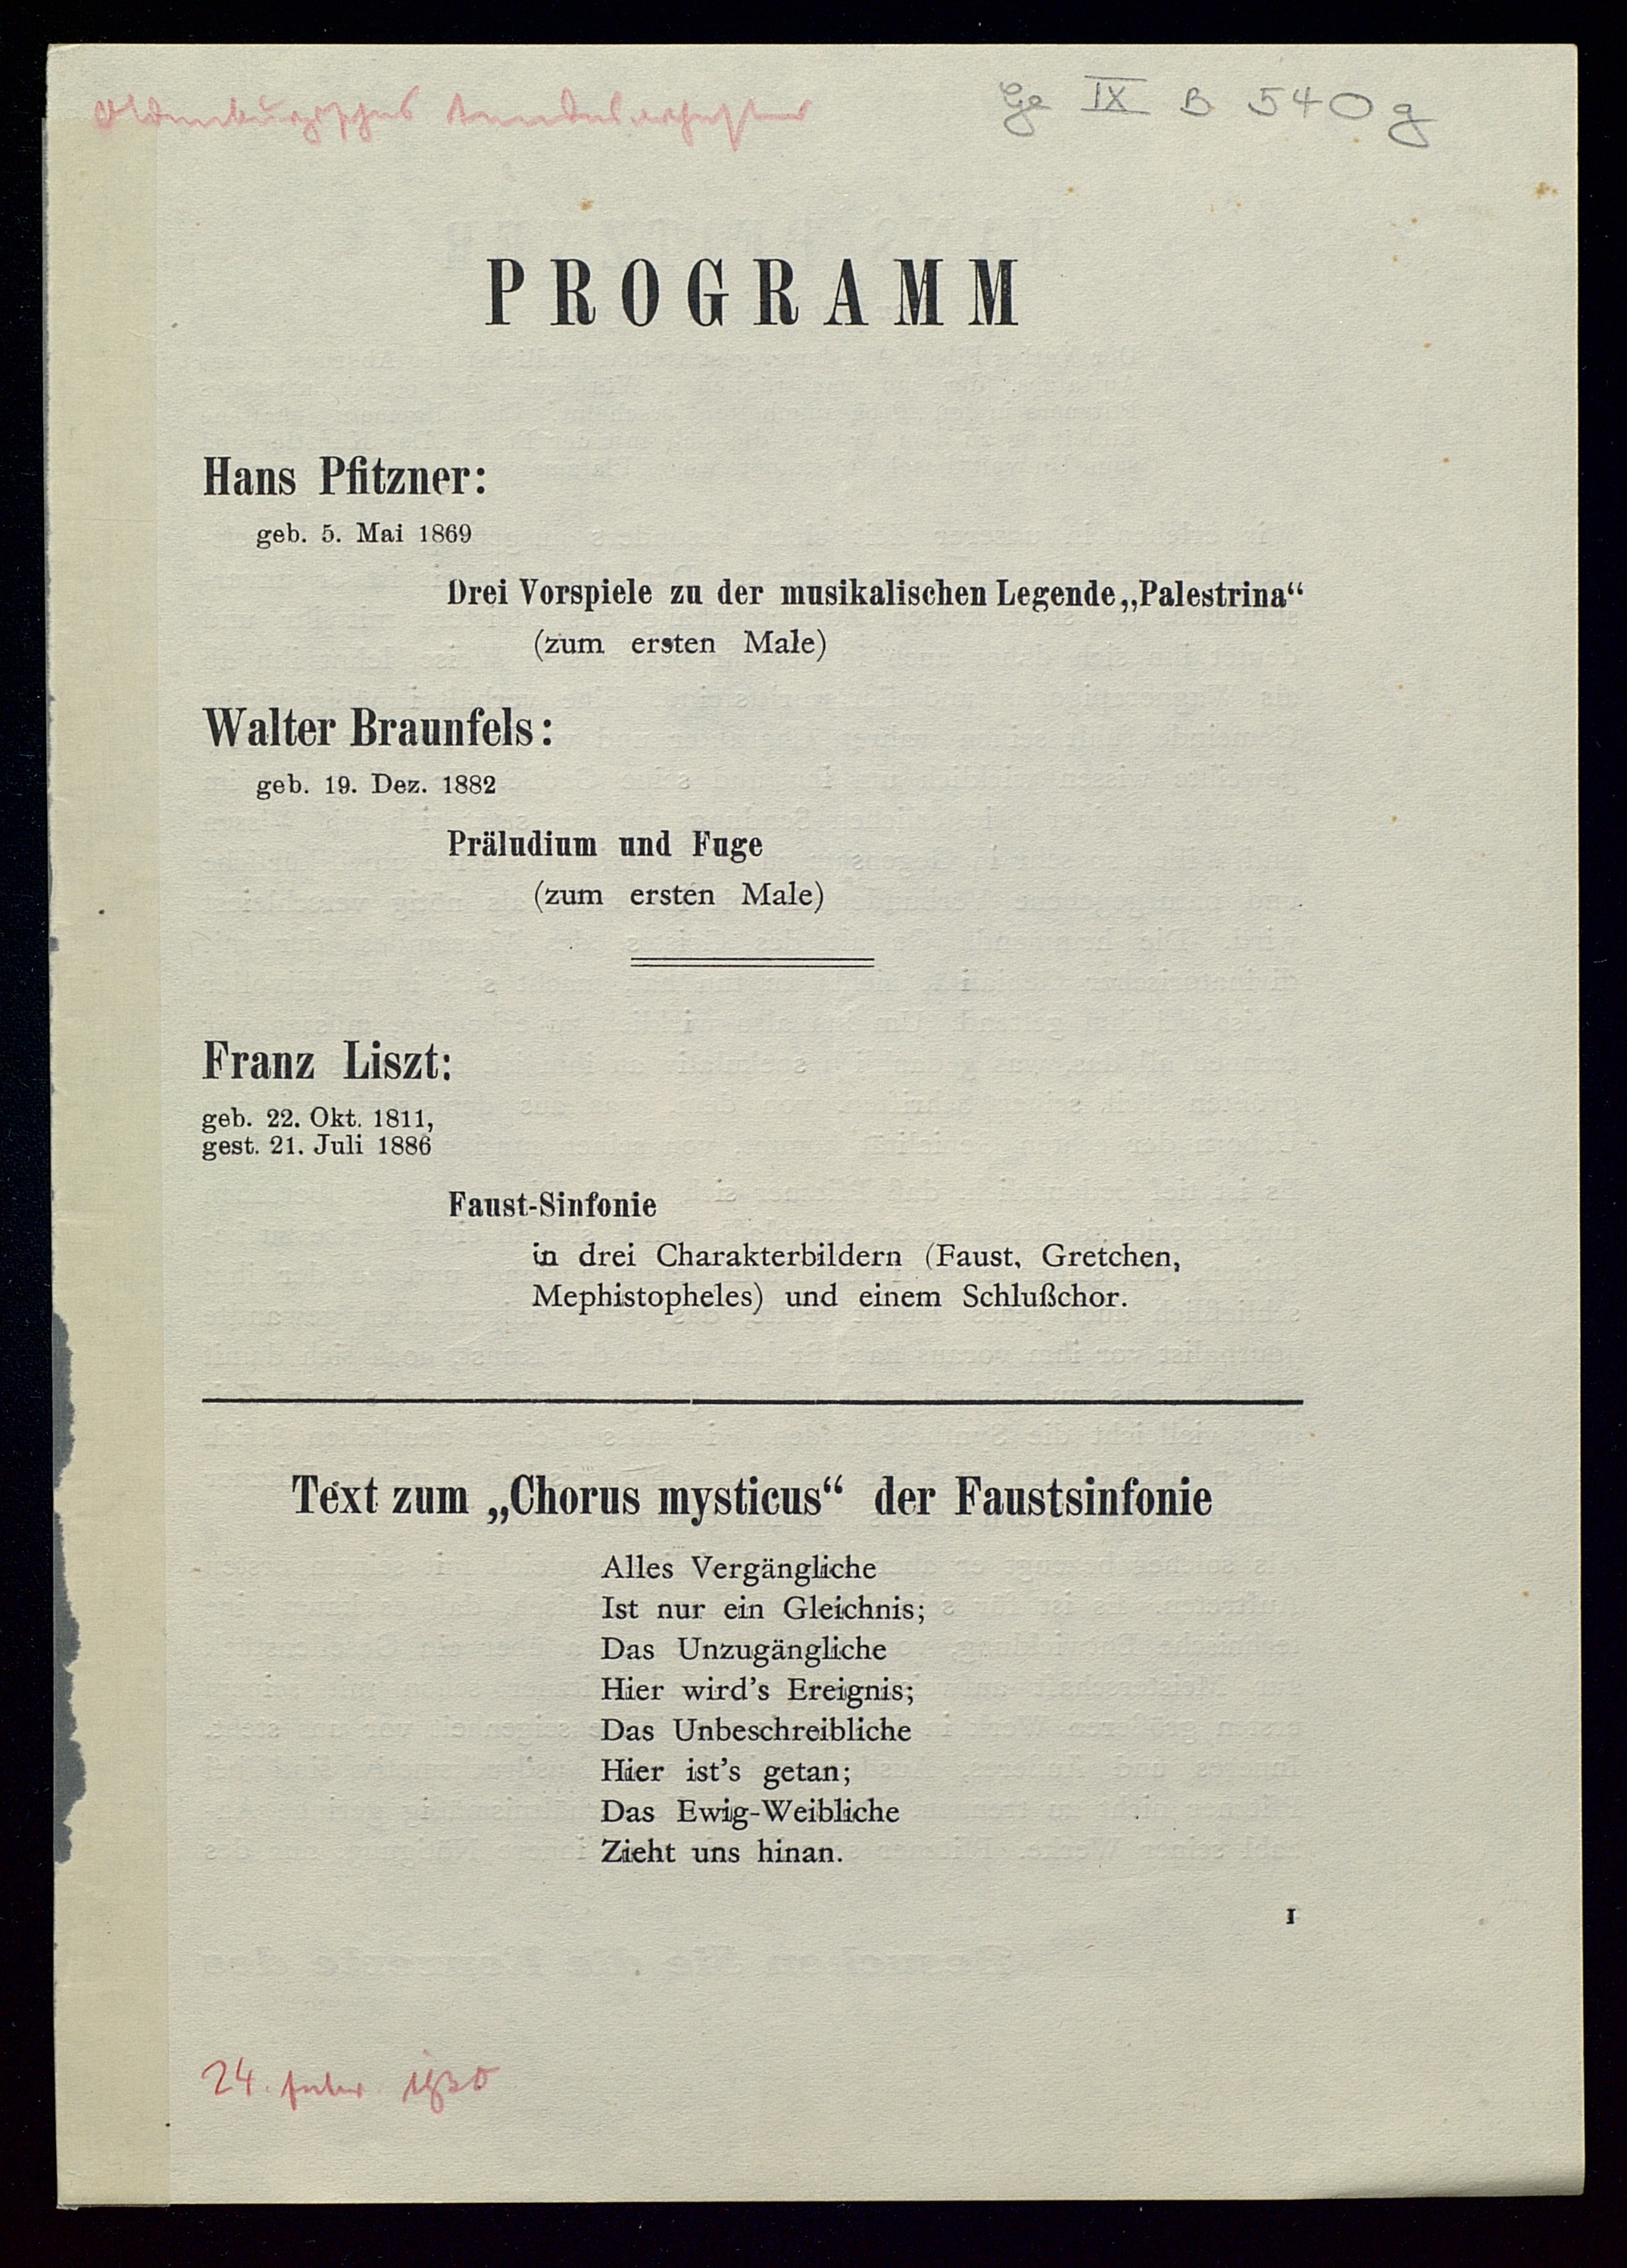 Oldenburgisches Landesorchester
Ge IX B 540 g
PROGRAMM
Hans Pfitzner:
geb. 5. Mai 1869
Drei Vorspiele zu der musikalischen Legende „Palestrina“
(zum ersten Male)
Walter Braunfels:
geb. 19. Dez. 1882
Präludium und Fuge
(zum ersten Male)
Franz Liszt:
geb. 22. Okt. 1811,
gest. 21. Juli 1886
Faust-Sinfonie
in drei Charakterbildern (Faust, Gretchen,
Mephistopheles) und einem Schlußchor.
Text zum „Chorus mysticus“ der Faustsinfonie
Alles Vergängliche
Ist nur ein Gleichnis;
Das Unzugängliche
Hier wird's Ereignis;
Das Unbeschreibliche
Hier ist's getan;
Das Ewig-Weibliche
Zieht uns hinan.
1
24. 1930